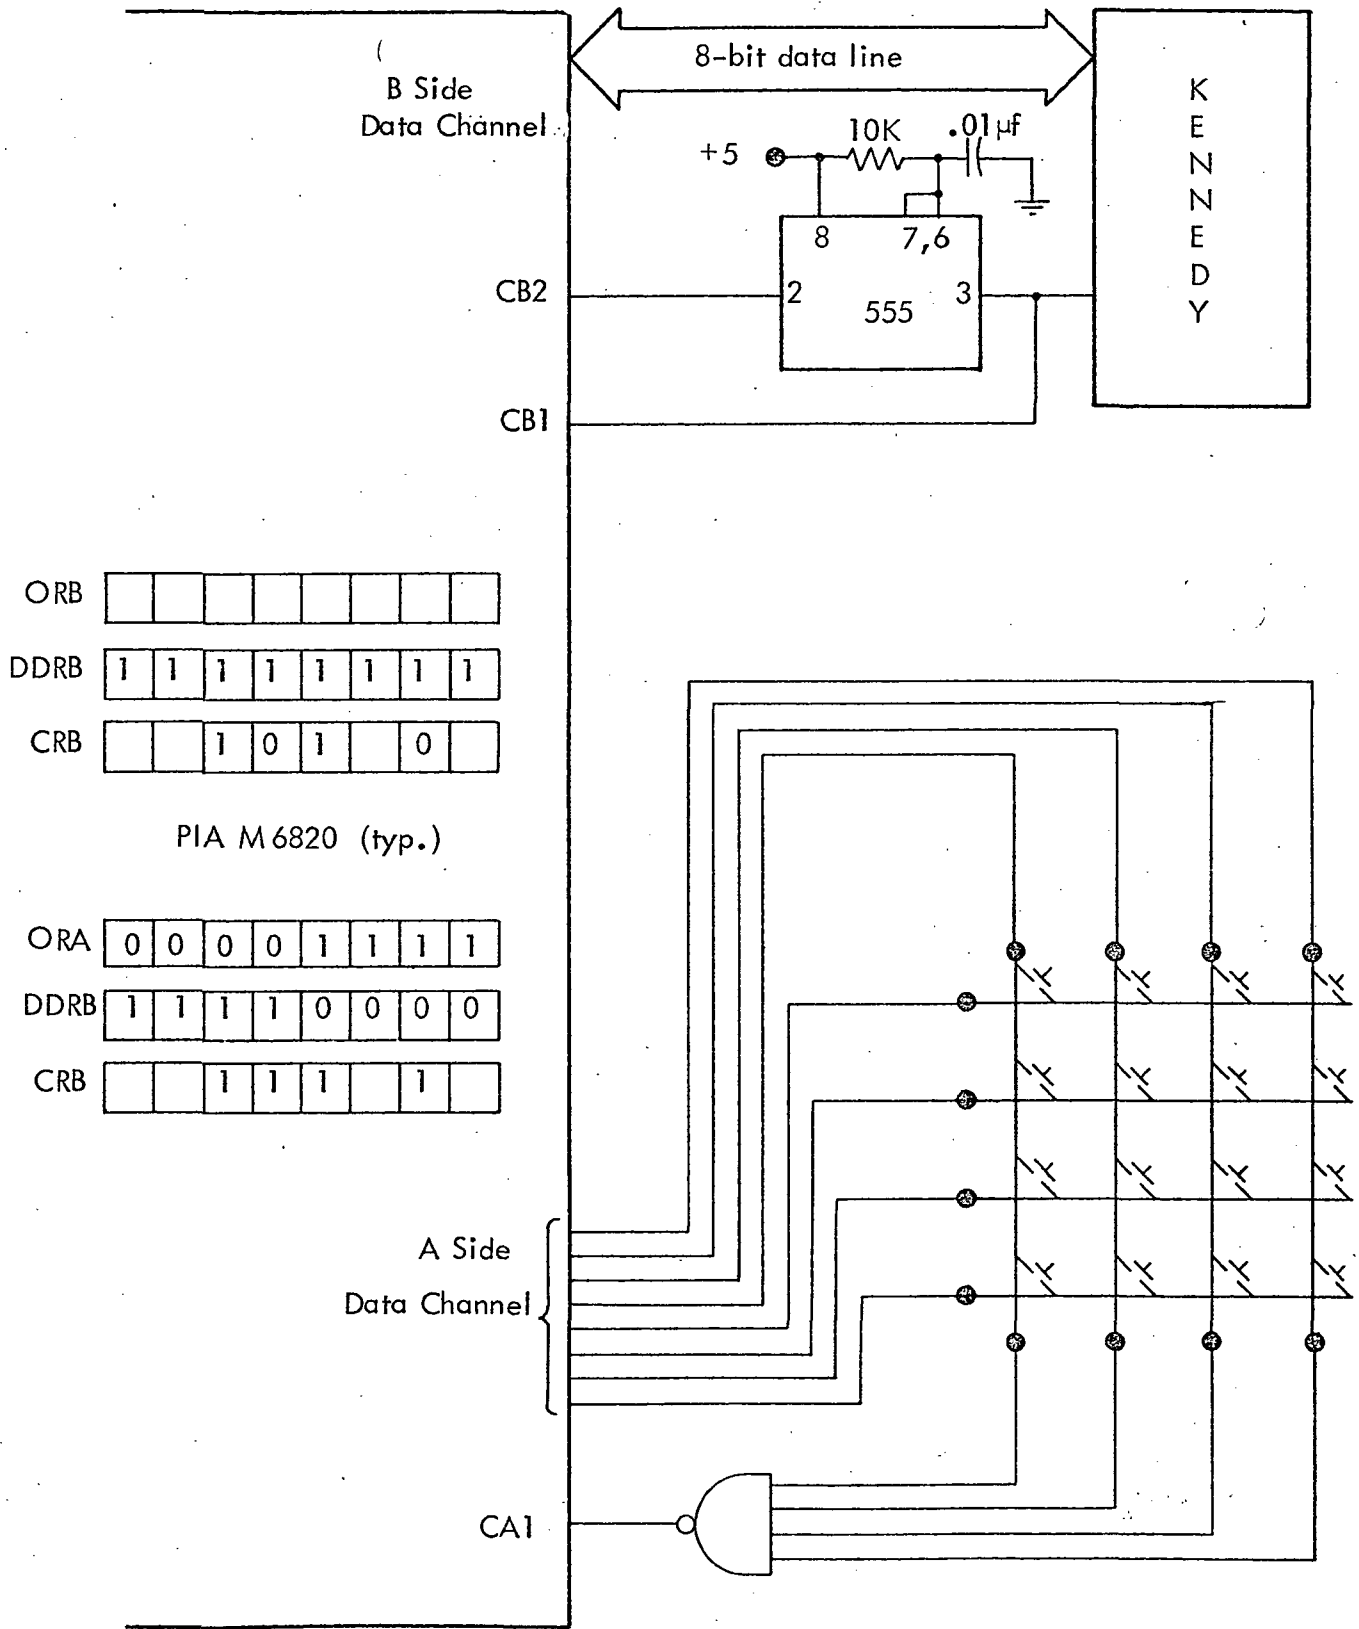 8-bit data line
B Side
Data Channel
K
E
N
N
E
D
Y
+5
10K
.01μf
8
7,6
CB2
2
555
3
CB1
ORB
DDRB 1 1 1 1 1 1 1 1
CRB 1 0 1 0
PIA M6820 (typ.)
ORA 0 0 0 0 1 1 1 1
DDRB 1 1 1 1 0 0 0 0
CRB 1 1 1 1
A Side
Data Channel
CA1